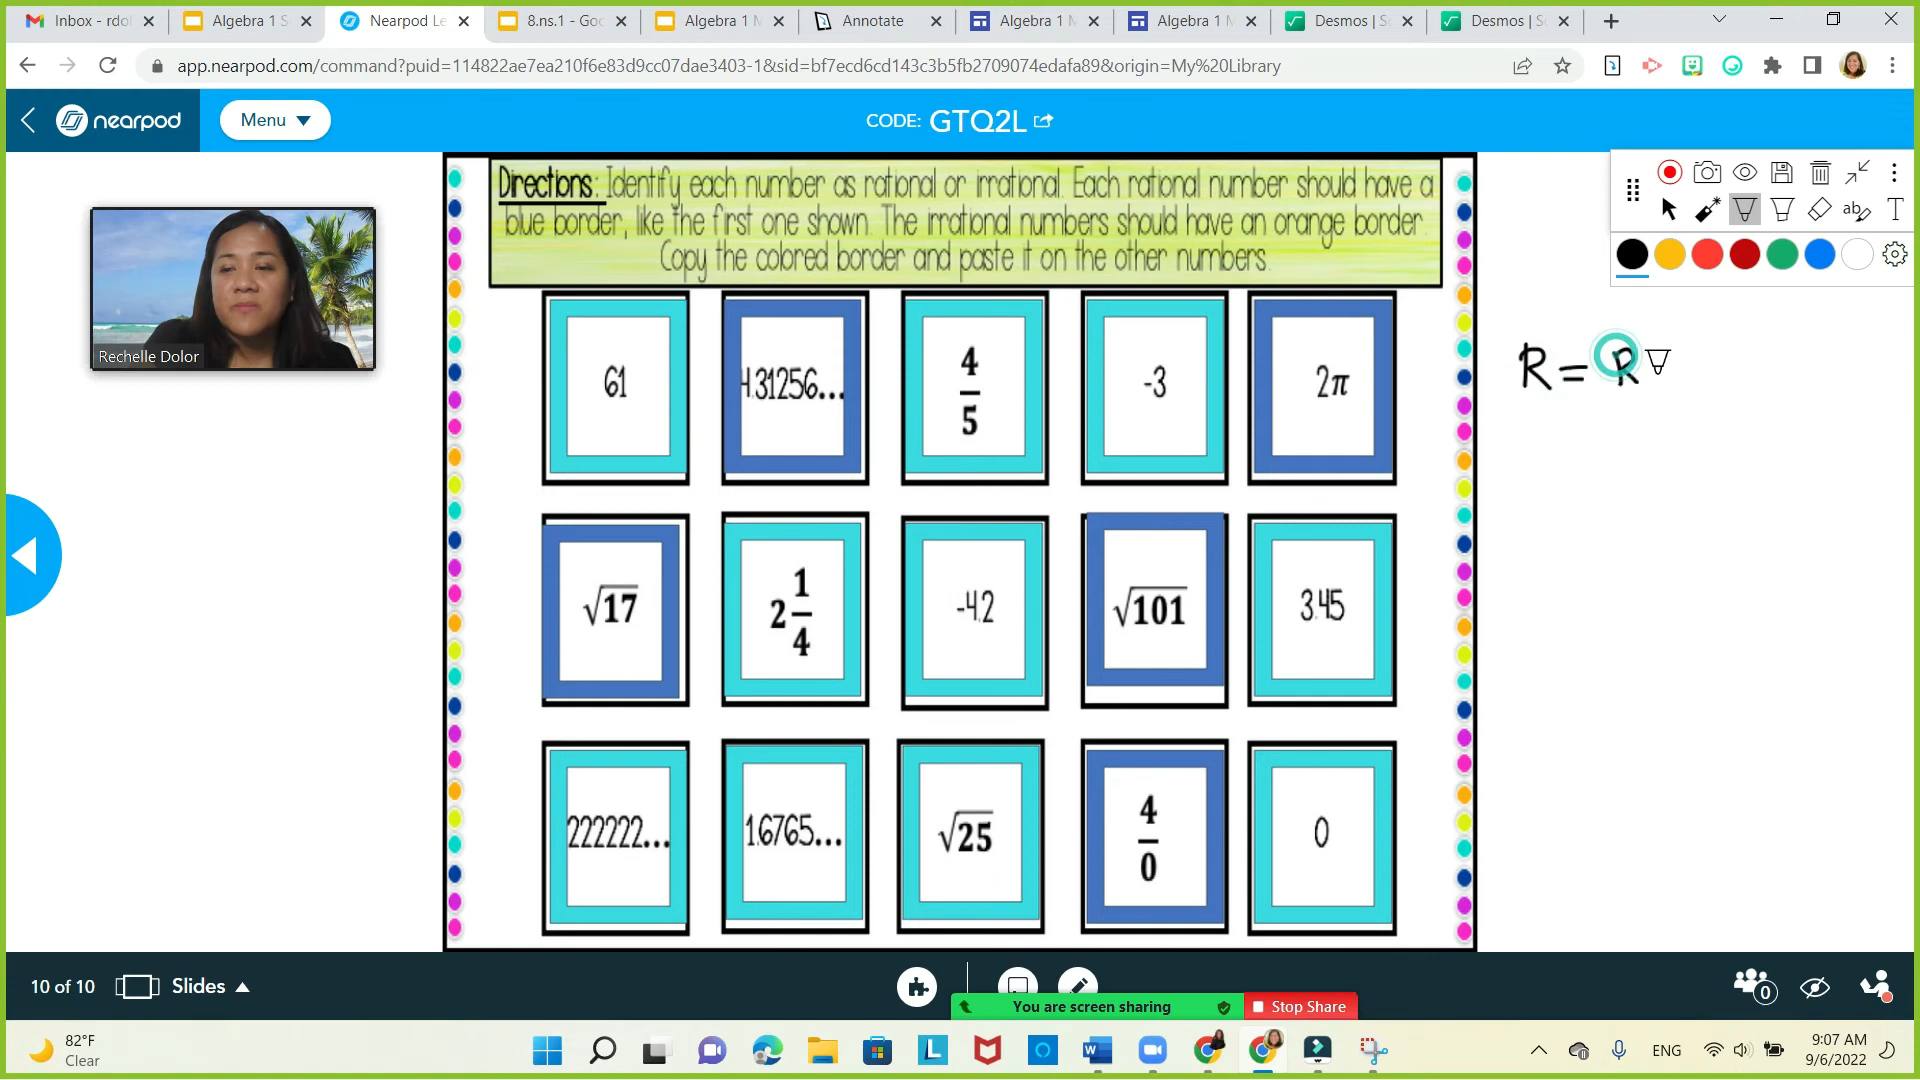 Inbox - rdo
Algebra 1 S
Nearpod Le
8.ns.1 - Goo
Algebra 1 M
Annotate
Algebra 1 M
Algebra 1 M
Desmos | S
Desmos | S
app.nearpod.com/command?puid=114822ae7ea210f6e83d9cc07dae3403-1&sid=bf7ecd6cd143c3b5fb2709074edafa89&origin=My%20Library
nearpod
Menu
CODE: GTQ2L
Directions: Identify each number as rational or irrational. Each rational number should have a
blue border, like the first one shown. The irrational numbers should have an orange border.
Copy the colored border and paste it on the other numbers.
Rechelle Dolor
R = R
61 4.31256... 4/5 -3 2π
√17 2 1/4 -4.2 √101 3.45
222222... 1.6765... √25 4/0 0
10 of 10 Slides
0
You are screen sharing Stop Share
82°F
Clear
ENG
9:07 AM
9/6/2022